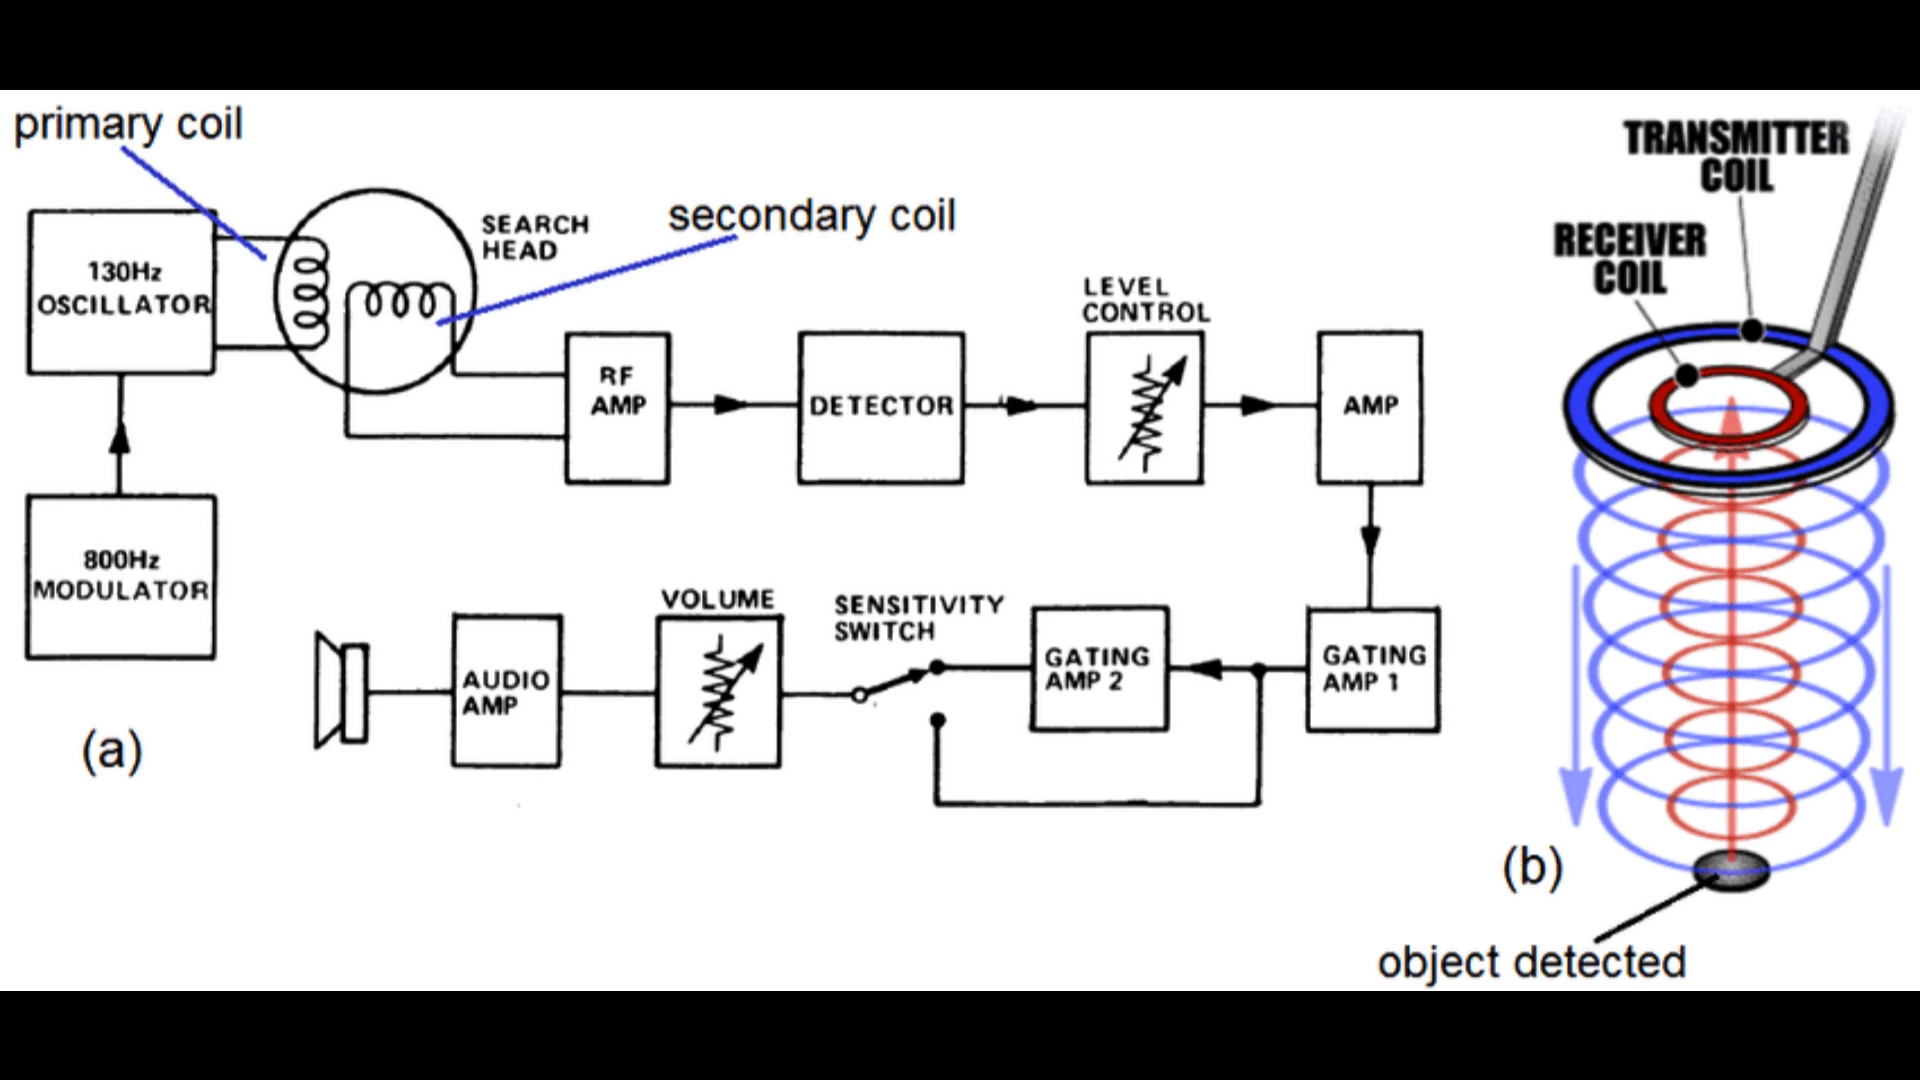 primary coil
130Hz
OSCILLATOR
SEARCH
HEAD
secondary coil
RF
AMP
DETECTOR
LEVEL
CONTROL
AMP
800Hz
MODULATOR
AUDIO
AMP
VOLUME
SENSITIVITY
SWITCH
GATING
AMP 2
GATING
AMP 1
(a)
TRANSMITTER
COIL
RECEIVER
COIL
(b)
object detected